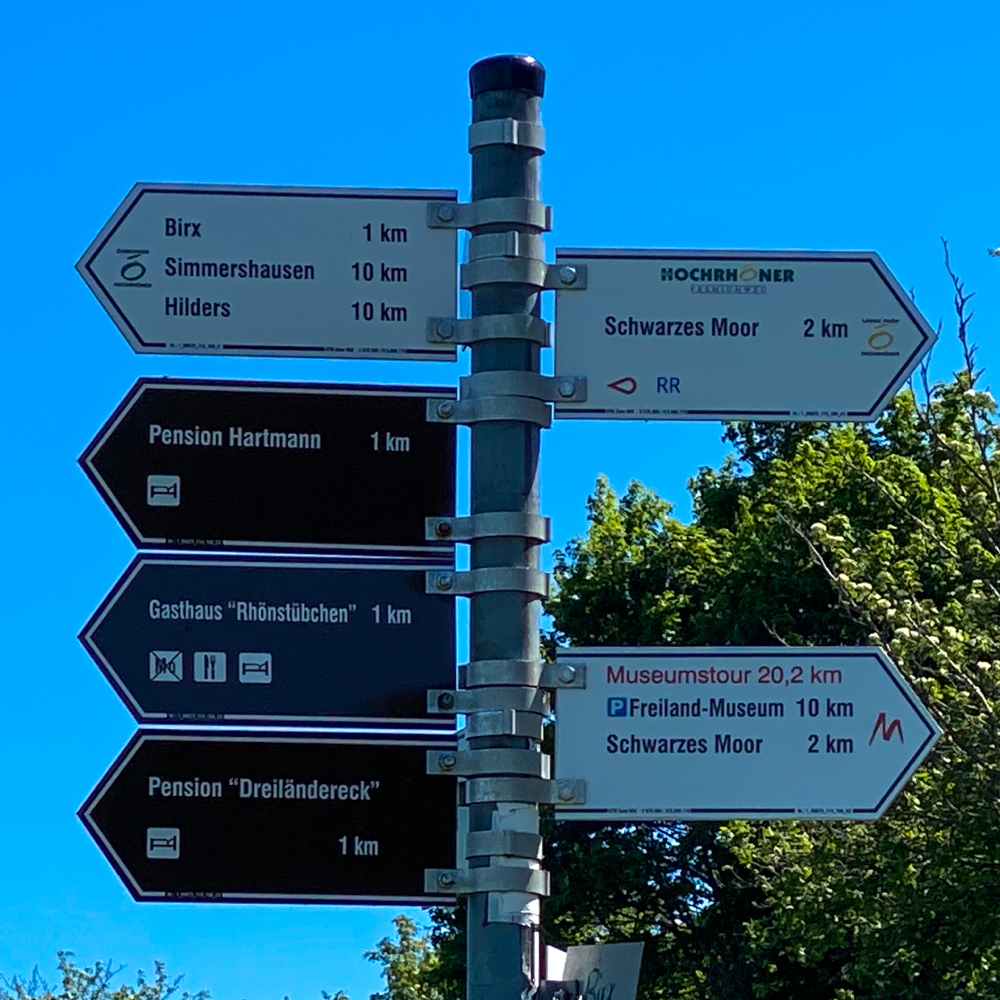 Birx 1 km
Simmershausen 10 km
Hilders 10 km
Pension Hartmann 1 km
Gasthaus “Rhönstübchen” 1 km
Mo
Pension “Dreiländereck”
1 km
HOCHRHÖNER
PREMIUMWEG
Schwarzes Moor 2 km
RR
Museumstour 20,2 km
P Freiland-Museum 10 km
Schwarzes Moor 2 km
M